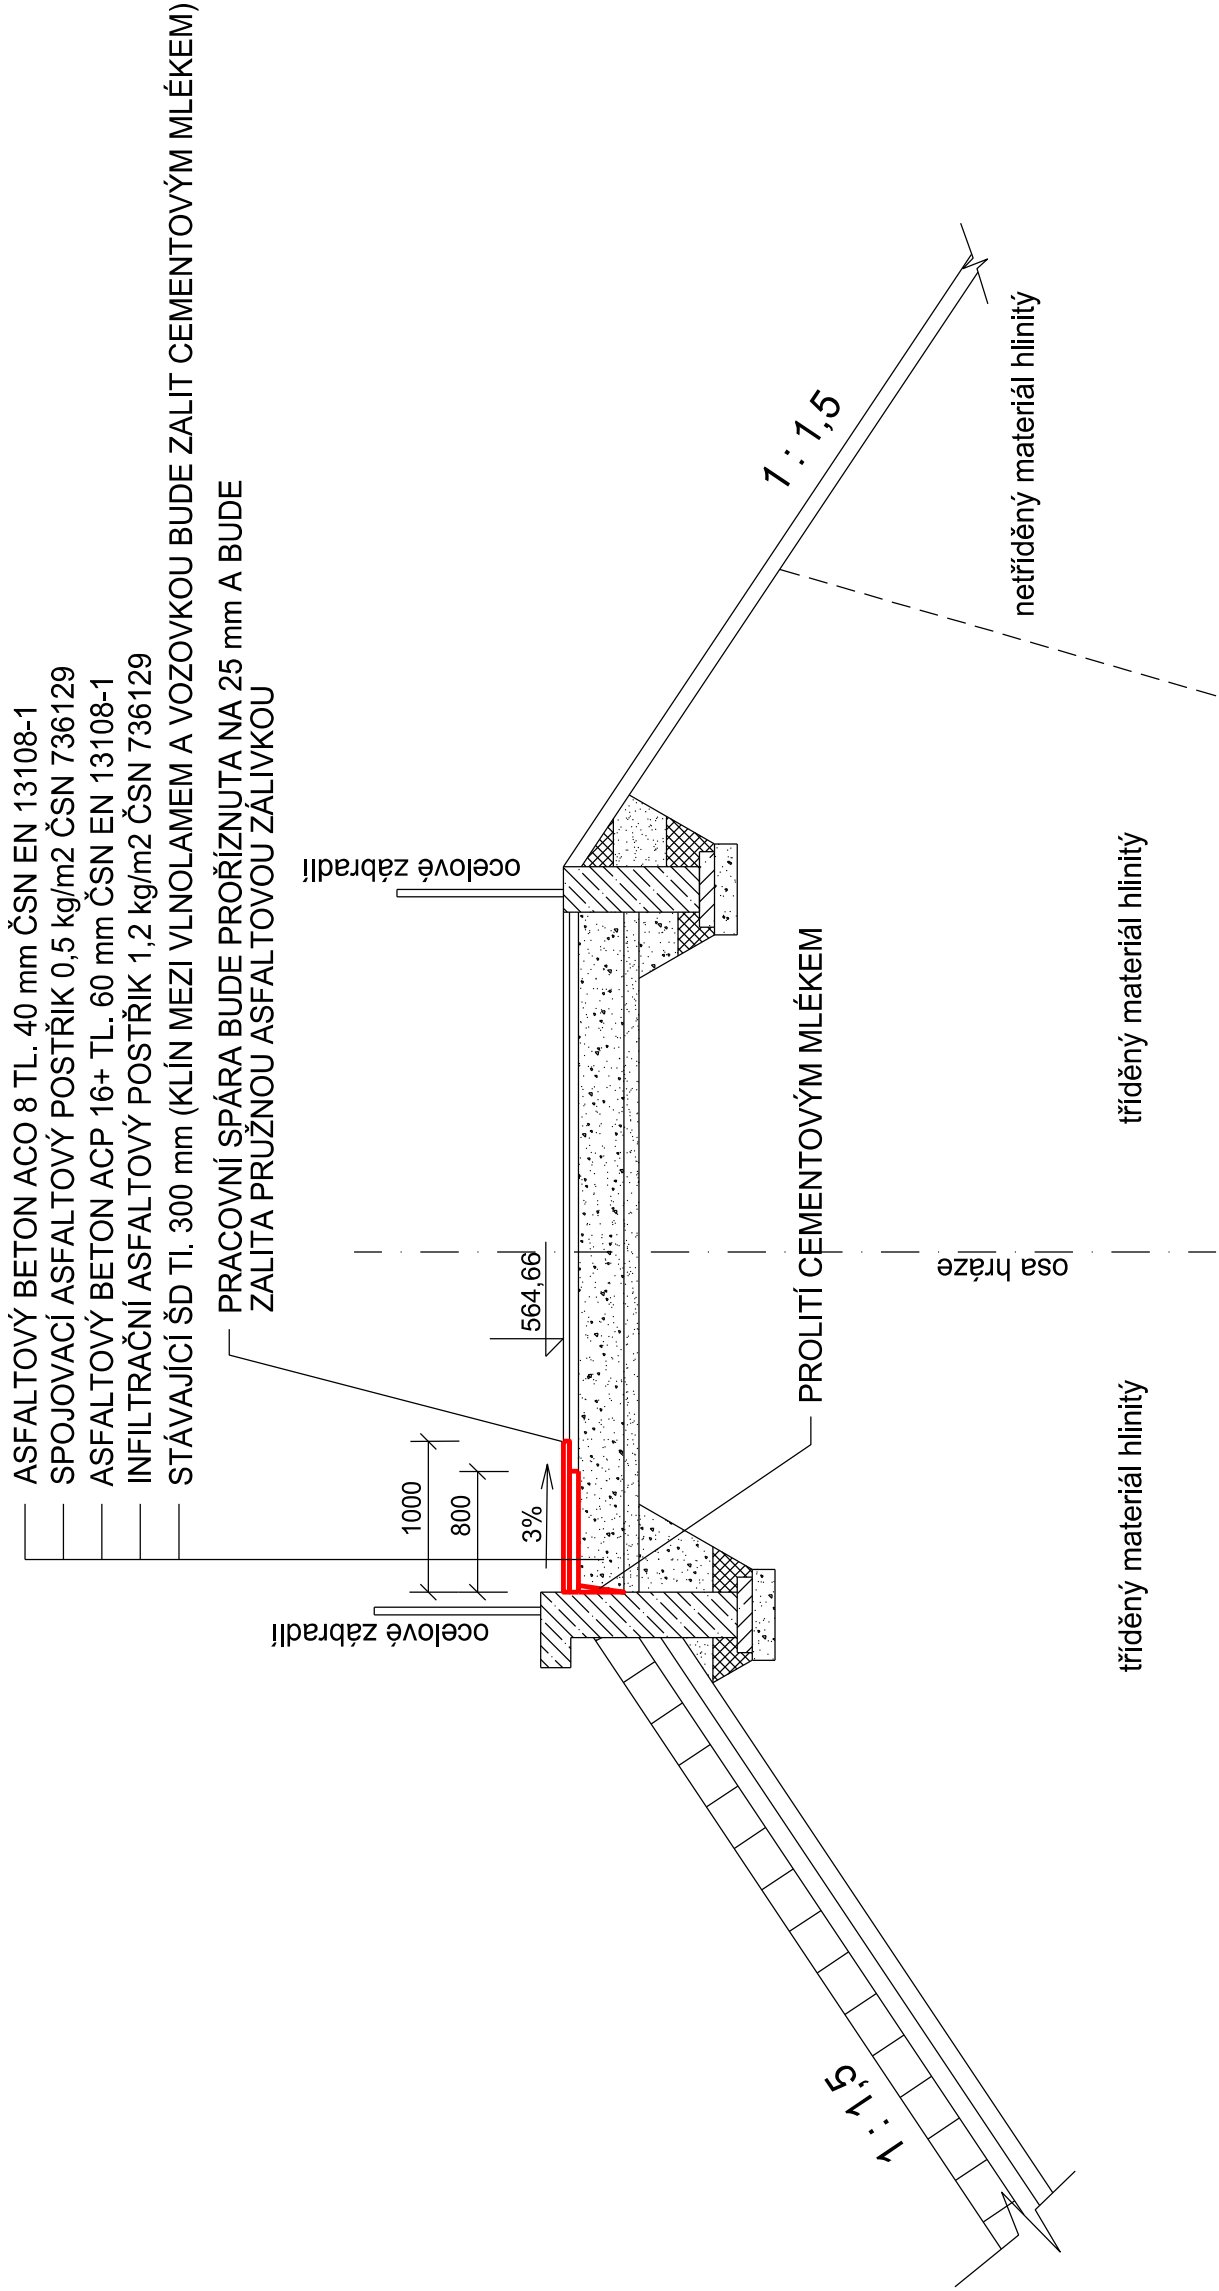 ASFALTOVÝ BETON ACO 8 TL. 40 mm ČSN EN 13108-1
SPOJOVACÍ ASFALTOVÝ POSTŘIK 0,5 kg/m2 ČSN 736129
ASFALTOVÝ BETON ACP 16+ TL. 60 mm ČSN EN 13108-1
INFILTRAČNÍ ASFALTOVÝ POSTŘIK 1,2 kg/m2 ČSN 736129
STÁVAJÍCÍ ŠD Tl. 300 mm (KLÍN MEZI VLNOLAMEM A VOZOVKOU BUDE ZALIT CEMENTOVÝM MLÉKEM)
PRACOVNÍ SPÁRA BUDE PROŘÍZNUTA NA 25 mm A BUDE
ZALITA PRUŽNOU ASFALTOVOU ZÁLIVKOU
ocelové zábradlí
ocelové zábradlí
1000
800
3%
564,66
1 : 1,5
1 : 1,5
PROLITÍ CEMENTOVÝM MLÉKEM
osa hráze
netříděný materiál hlinitý
tříděný materiál hlinitý
tříděný materiál hlinitý